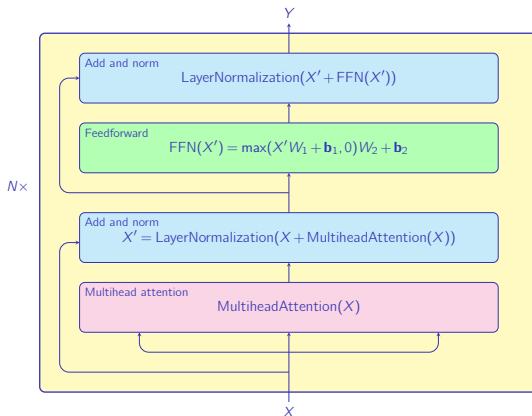 Y
Add and norm
LayerNormalization(X′ + FFN(X′))
Feedforward
FFN(X′) = max(X′W₁ + b₁, 0)W₂ + b₂
N×
Add and norm
X′ = LayerNormalization(X + MultiheadAttention(X))
Multihead attention
MultiheadAttention(X)
X